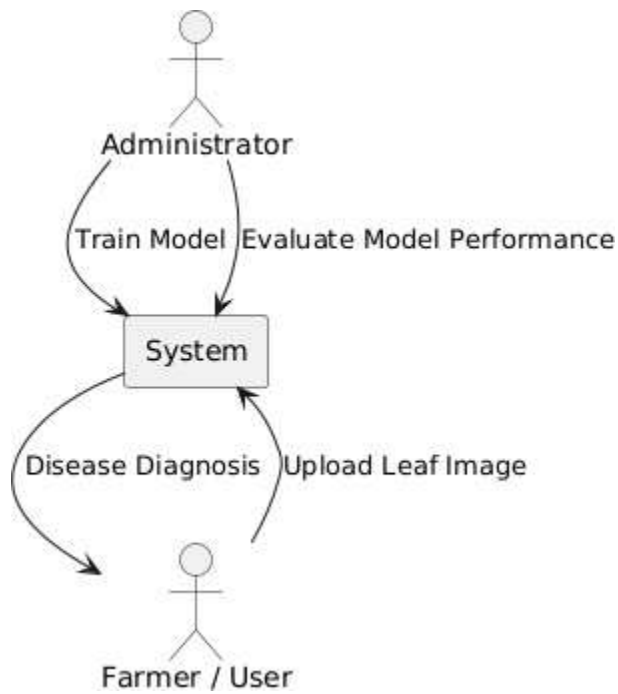 Administrator
Train Model
Evaluate Model Performance
System
Disease Diagnosis
Upload Leaf Image
Farmer / User